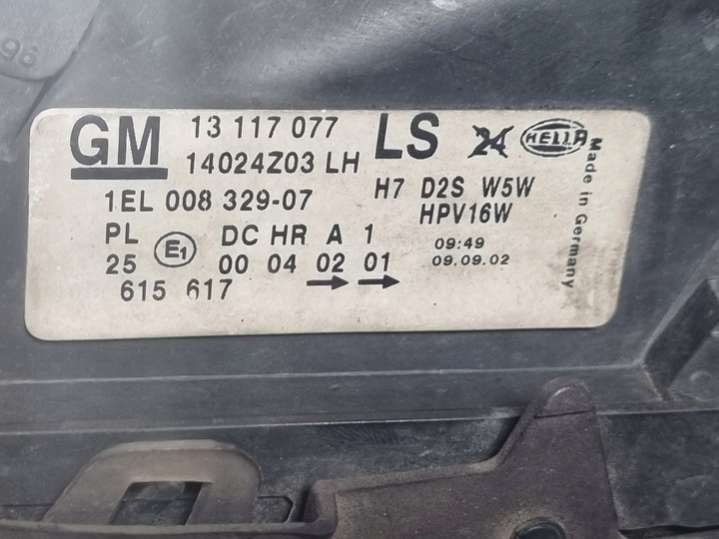 96
GM 13 117 077 LS 24 HELLA
14024Z03 LH
1EL 008 329-07 H7 D2S W5W
HPV16W
PL E1 DC HR A 1 09:49
25 00 04 02 01 09.09.02
615 617
Made in Germany